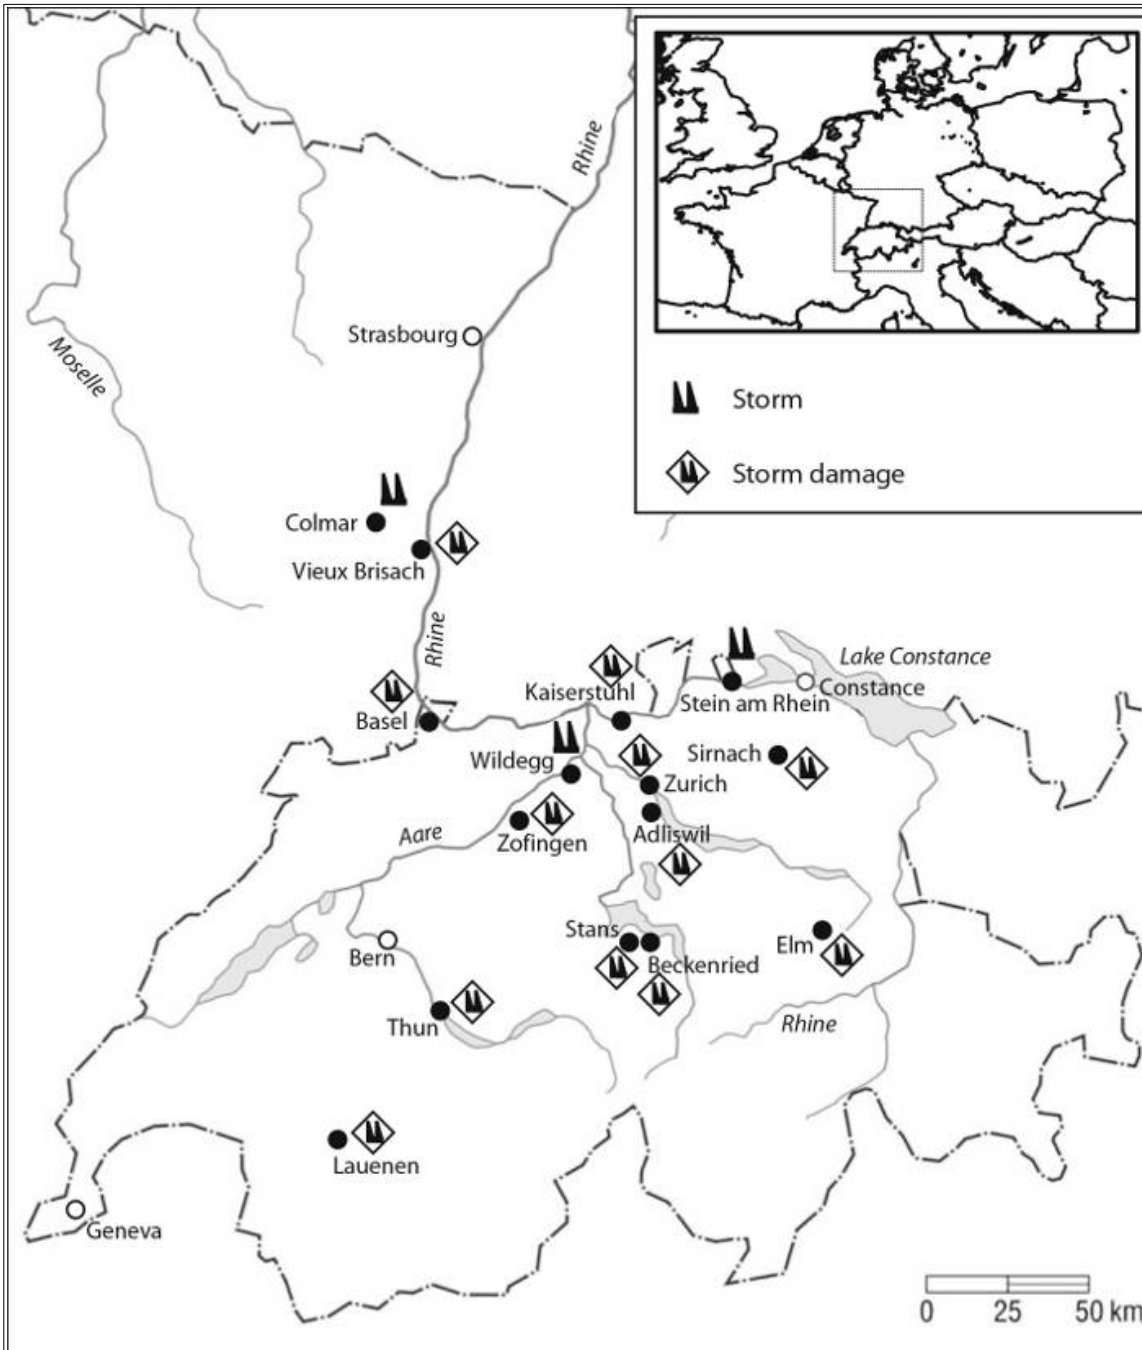 Rhine
Strasbourg
Moselle
Storm
Storm damage
Colmar
Vieux Brisach
Rhine
Lake Constance
Kaiserstuhl
Constance
Stein am Rhein
Basel
Wildegg
Sirnach
Zurich
Aare
Zofingen
Adliswil
Stans
Elm
Bern
Beckenried
Thun
Rhine
Lauenen
Geneva
0 25 50 km